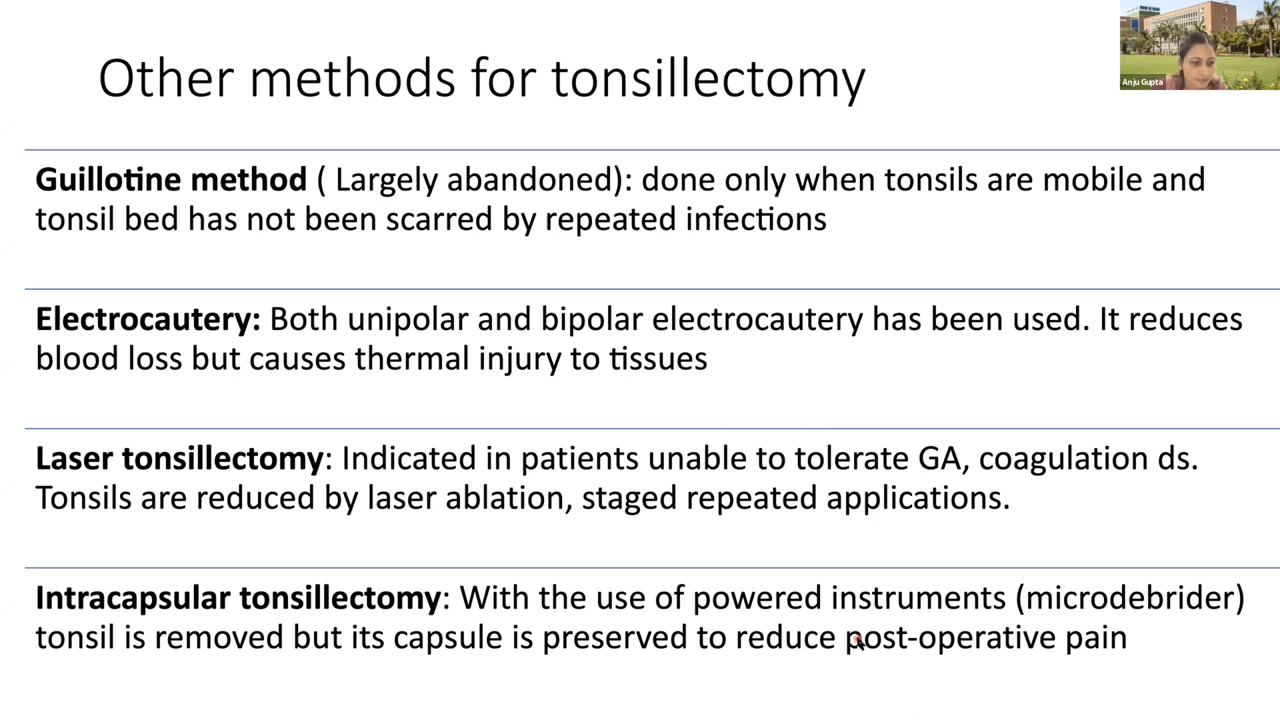 Other methods for tonsillectomy
Anju Gupta
Guillotine method ( Largely abandoned): done only when tonsils are mobile and
tonsil bed has not been scarred by repeated infections
Electrocautery: Both unipolar and bipolar electrocautery has been used. It reduces
blood loss but causes thermal injury to tissues
Laser tonsillectomy: Indicated in patients unable to tolerate GA, coagulation ds.
Tonsils are reduced by laser ablation, staged repeated applications.
Intracapsular tonsillectomy: With the use of powered instruments (microdebrider)
tonsil is removed but its capsule is preserved to reduce post-operative pain